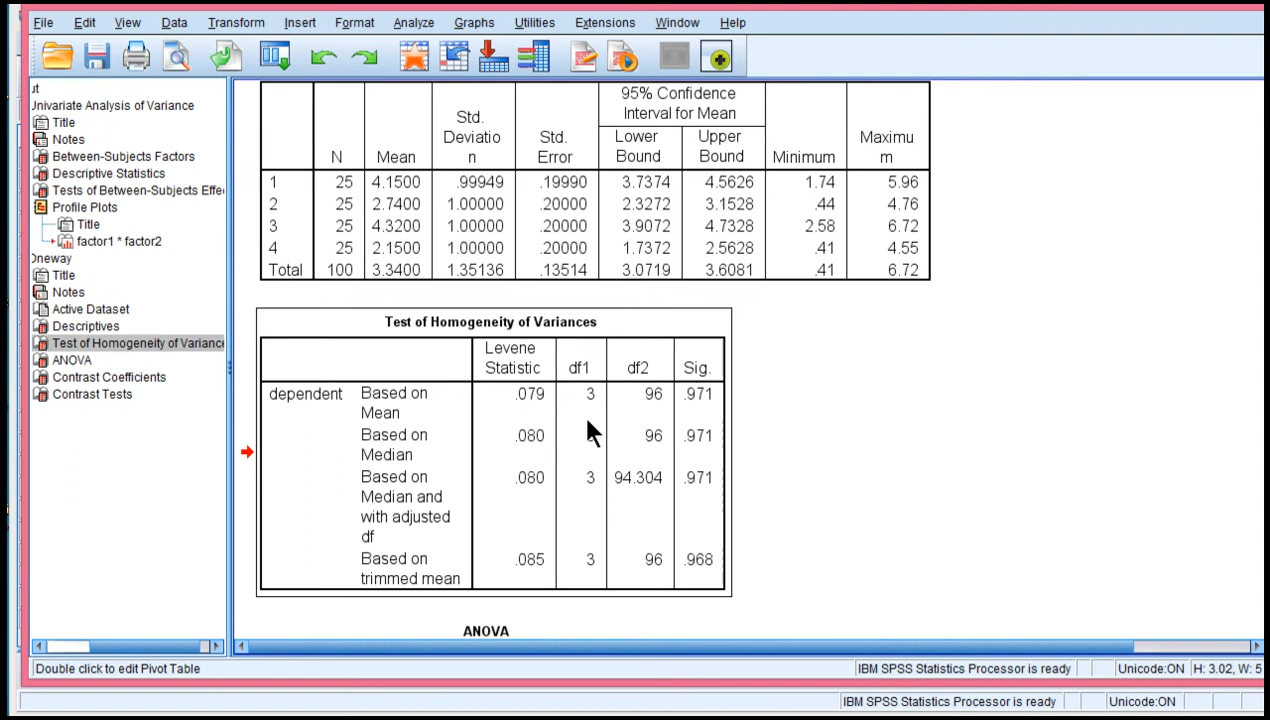 File Edit View Data Transform Insert Format Analyze Graphs Utilities Extensions Window Help
Univariate Analysis of Variance
Title
Notes
Between-Subjects Factors
Descriptive Statistics
Tests of Between-Subjects Effe
Profile Plots
Title
factor1 * factor2
Oneway
Title
Notes
Active Dataset
Descriptives
Test of Homogeneity of Variance
ANOVA
Contrast Coefficients
Contrast Tests
95% Confidence
Interval for Mean
Std.
Deviatio
n
Std.
Error
Lower
Bound
Upper
Bound
Maximu
m
N Mean Minimum
1 25 4.1500 .99949 .19990 3.7374 4.5626 1.74 5.96
2 25 2.7400 1.00000 .20000 2.3272 3.1528 .44 4.76
3 25 4.3200 1.00000 .20000 3.9072 4.7328 2.58 6.72
4 25 2.1500 1.00000 .20000 1.7372 2.5628 .41 4.55
Total 100 3.3400 1.35136 .13514 3.0719 3.6081 .41 6.72
Test of Homogeneity of Variances
Levene
Statistic df1 df2 Sig.
dependent Based on
Mean .079 3 96 .971
Based on
Median .080 96 .971
Based on
Median and
with adjusted
df .080 3 94.304 .971
Based on
trimmed mean .085 3 96 .968
ANOVA
Double click to edit Pivot Table
IBM SPSS Statistics Processor is ready Unicode:ON H: 3.02, W: 5
IBM SPSS Statistics Processor is ready Unicode:ON